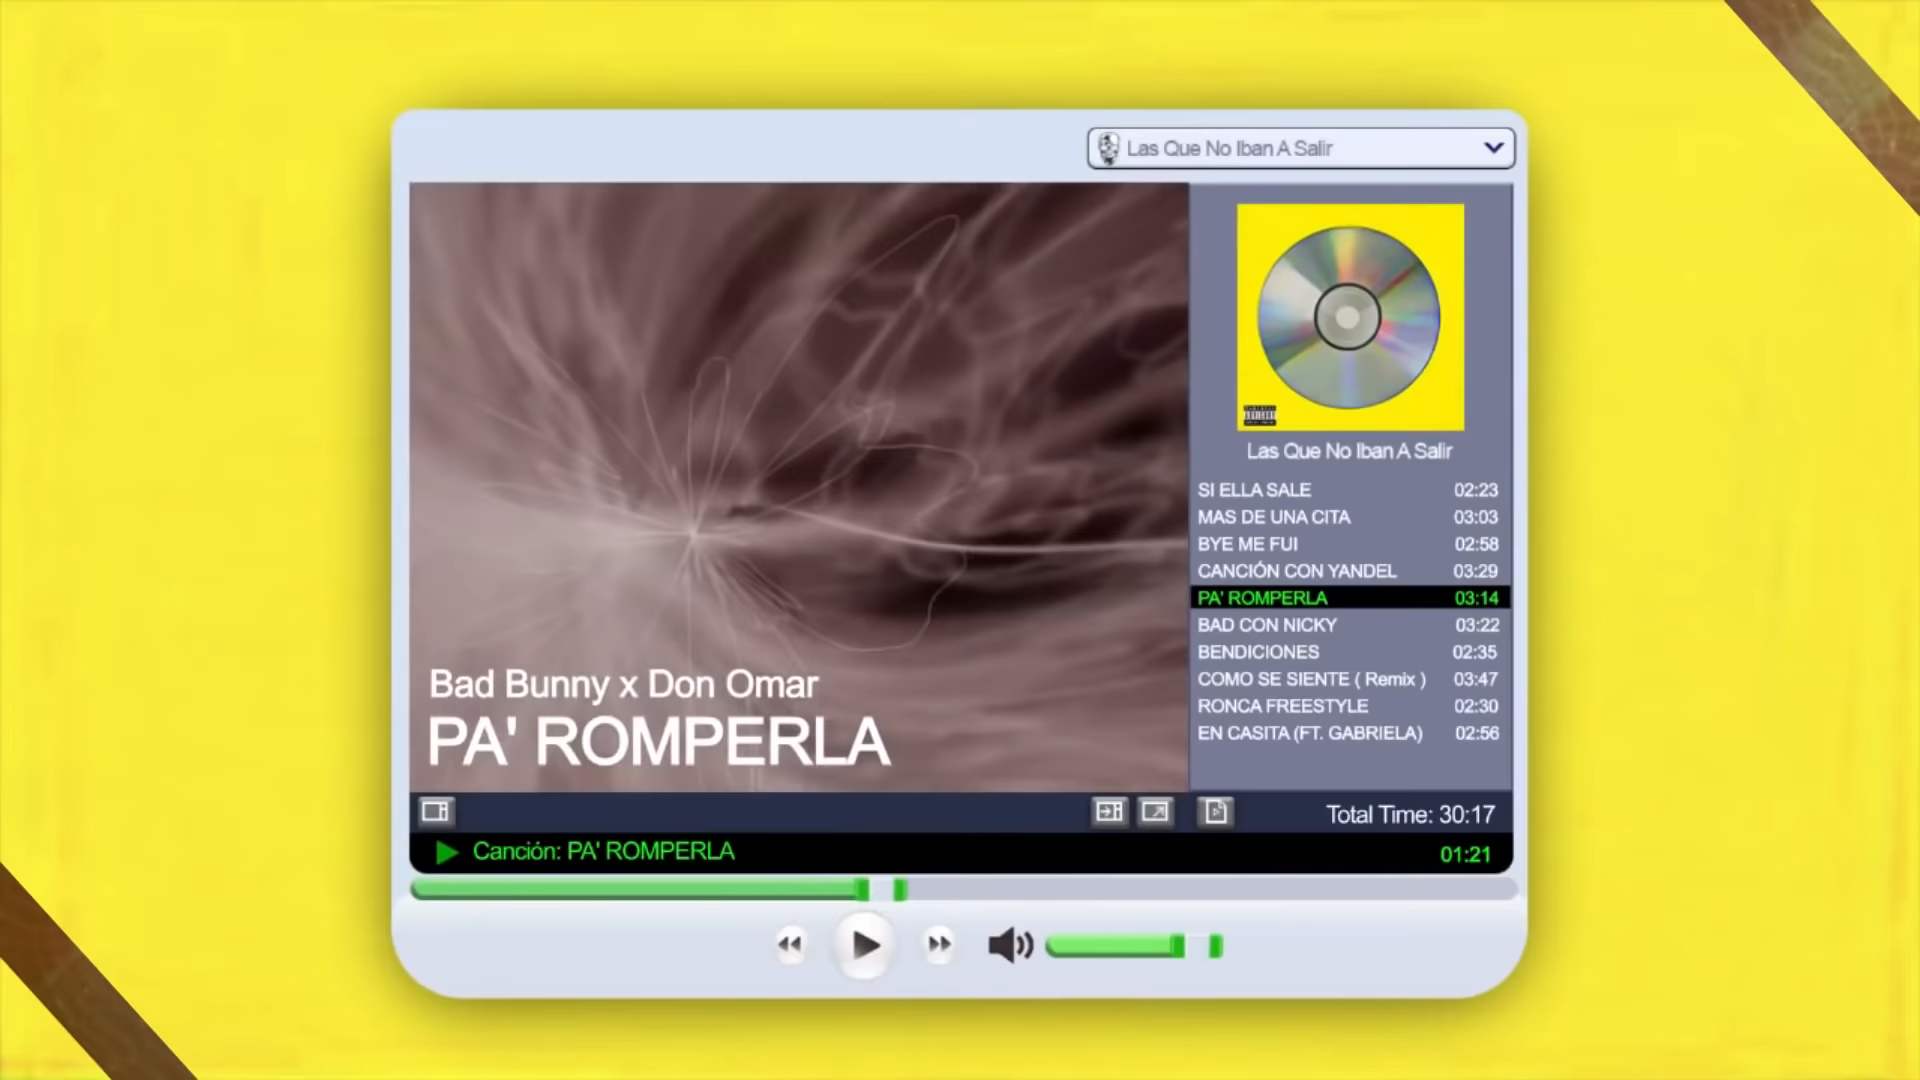 Las Que No Iban A Salir
Las Que No Iban A Salir
SI ELLA SALE 02:23
MAS DE UNA CITA 03:03
BYE ME FUI 02:58
CANCIÓN CON YANDEL 03:29
PA' ROMPERLA 03:14
BAD CON NICKY 03:22
BENDICIONES 02:35
COMO SE SIENTE ( Remix ) 03:47
RONCA FREESTYLE 02:30
EN CASITA (FT. GABRIELA) 02:56
Bad Bunny x Don Omar
PA' ROMPERLA
Total Time: 30:17
Canción: PA' ROMPERLA 01:21